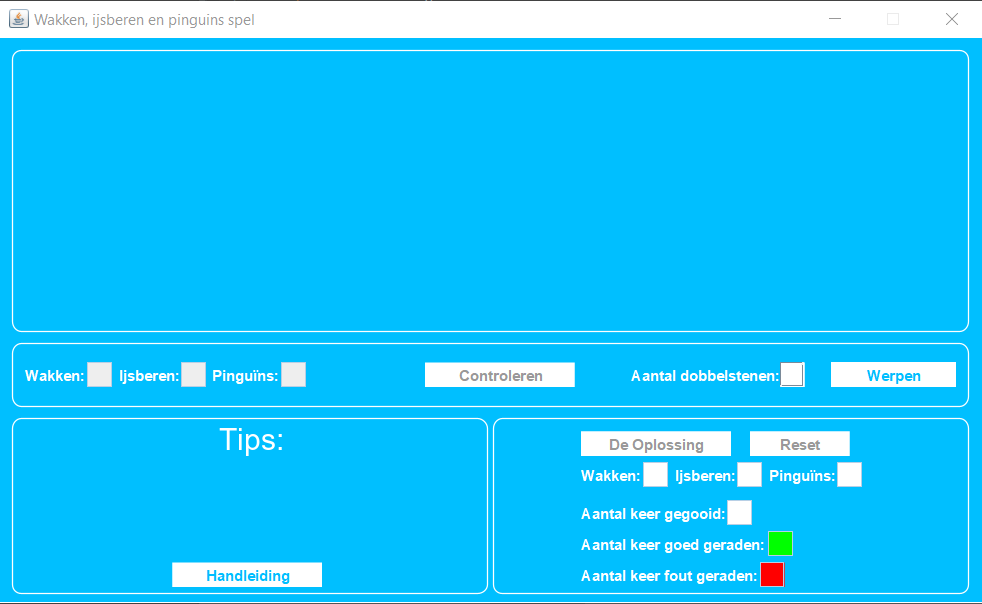 Wakken, ijsberen en pinguins spel
Wakken: Ijsberen: Pinguïns: Controleren Aantal dobbelstenen: Werpen
Tips:
Handleiding
De Oplossing Reset
Wakken: Ijsberen: Pinguïns:
Aantal keer gegooid:
Aantal keer goed geraden:
Aantal keer fout geraden: